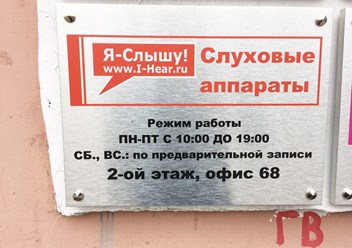 Я-Слышу!
www.I-Hear.ru
Слуховые
аппараты
Режим работы
ПН-ПТ С 10:00 ДО 19:00
СБ., ВС.: по предварительной записи
2-ой этаж, офис 68
ГВ